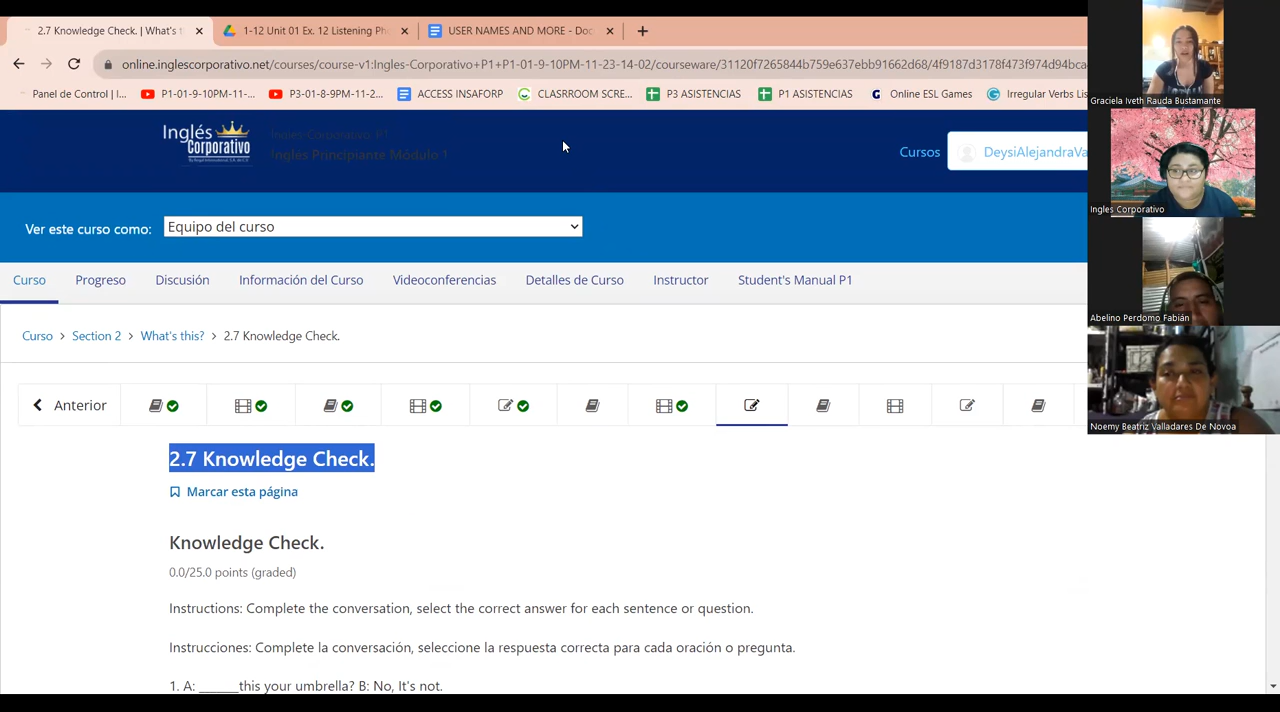 2.7 Knowledge Check. | What's t
1-12 Unit 01 Ex. 12 Listening Ph
USER NAMES AND MORE - Doc
online.inglescorporativo.net/courses/course-v1:Ingles-Corporativo+P1+P1-01-9-10PM-11-23-14-02/courseware/31120f7265844b759e637ebb91662d68/4f9187d3178f473f974d94bca
Panel de Control | I...
P1-01-9-10PM-11-...
P3-01-8-9PM-11-2...
ACCESS INSAFORP
CLASRROOM SCRE...
P3 ASISTENCIAS
P1 ASISTENCIAS
Online ESL Games
Irregular Verbs Lis
Inglés
Corporativo
Ingles Corporativo P1
Inglés Principiante Módulo 1
Cursos
DeysiAlejandraVa
Ver este curso como:
Equipo del curso
Curso
Progreso
Discusión
Información del Curso
Videoconferencias
Detalles de Curso
Instructor
Student's Manual P1
Curso > Section 2 > What's this? > 2.7 Knowledge Check.
Anterior
2.7 Knowledge Check.
Marcar esta página
Knowledge Check.
0.0/25.0 points (graded)
Instructions: Complete the conversation, select the correct answer for each sentence or question.
Instrucciones: Complete la conversación, seleccione la respuesta correcta para cada oración o pregunta.
1. A: ______this your umbrella? B: No, It's not.
Graciela Iveth Rauda Bustamante
Ingles Corporativo
Abelino Perdomo Fabián
Noemy Beatriz Valladares De Novoa